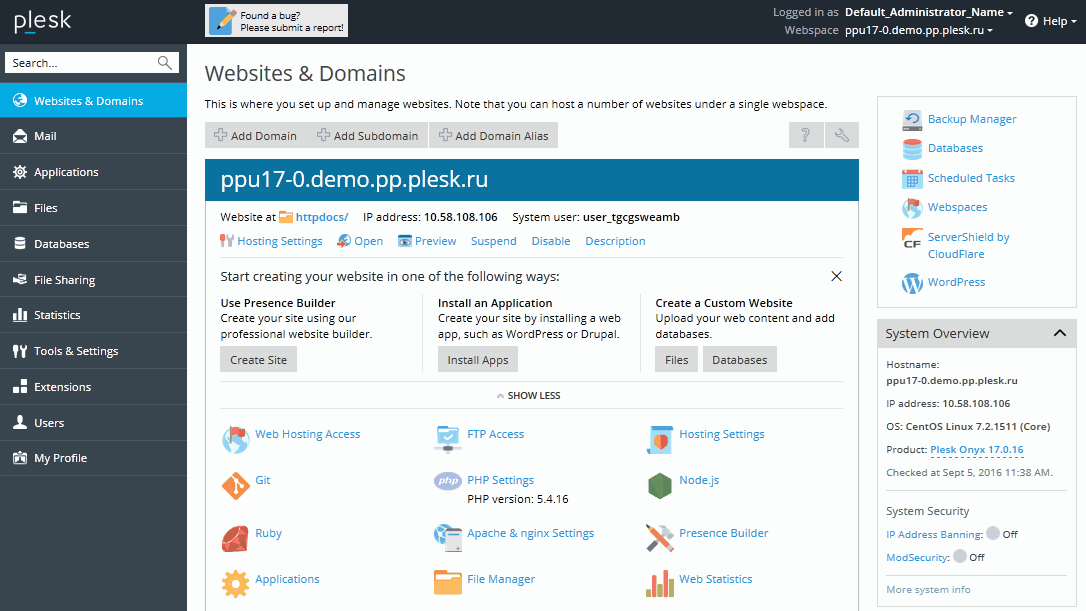 plesk
Found a bug?
Please submit a report!
Logged in as Default_Administrator_Name
Webspace ppu17-0.demo.pp.plesk.ru
Help
Search...
Websites & Domains
Mail
Applications
Files
Databases
File Sharing
Statistics
Tools & Settings
Extensions
Users
My Profile
Websites & Domains
This is where you set up and manage websites. Note that you can host a number of websites under a single webspace.
Add Domain Add Subdomain Add Domain Alias ?
ppu17-0.demo.pp.plesk.ru
Website at httpdocs/ IP address: 10.58.108.106 System user: user_tgcgsweamb
Hosting Settings Open Preview Suspend Disable Description
Start creating your website in one of the following ways:
Use Presence Builder
Create your site using our
professional website builder.
Create Site
Install an Application
Create your site by installing a web
app, such as WordPress or Drupal.
Install Apps
Create a Custom Website
Upload your web content and add
databases.
Files Databases
SHOW LESS
Web Hosting Access FTP Access Hosting Settings
Git php PHP Settings Node.js
PHP version: 5.4.16
Ruby Apache & nginx Settings Presence Builder
Applications File Manager Web Statistics
Backup Manager
Databases
Scheduled Tasks
Webspaces
CF ServerShield by
CloudFlare
WordPress
System Overview
Hostname:
ppu17-0.demo.pp.plesk.ru
IP address: 10.58.108.106
OS: CentOS Linux 7.2.1511 (Core)
Product: Plesk Onyx 17.0.16
Checked at Sept 5, 2016 11:38 AM.
System Security
IP Address Banning: Off
ModSecurity: Off
More system info